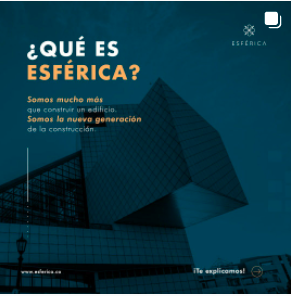 ESFÉRICA
¿QUÉ ES
ESFÉRICA?
Somos mucho más
que construir un edificio.
Somos la nueva generación
de la construcción.
www.esferica.co
¡Te explicamos!